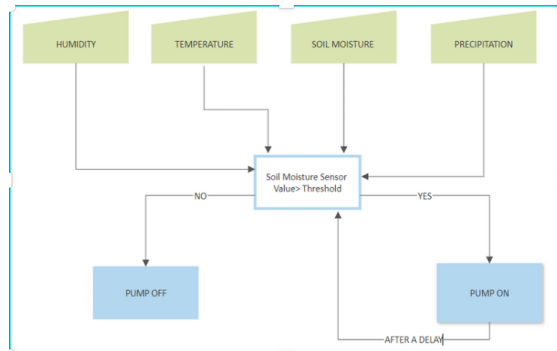 HUMIDITY
TEMPERATURE
SOIL MOISTURE
PRECIPITATION
Soil Moisture Sensor
Value> Threshold
NO
YES
PUMP OFF
PUMP ON
AFTER A DELAY